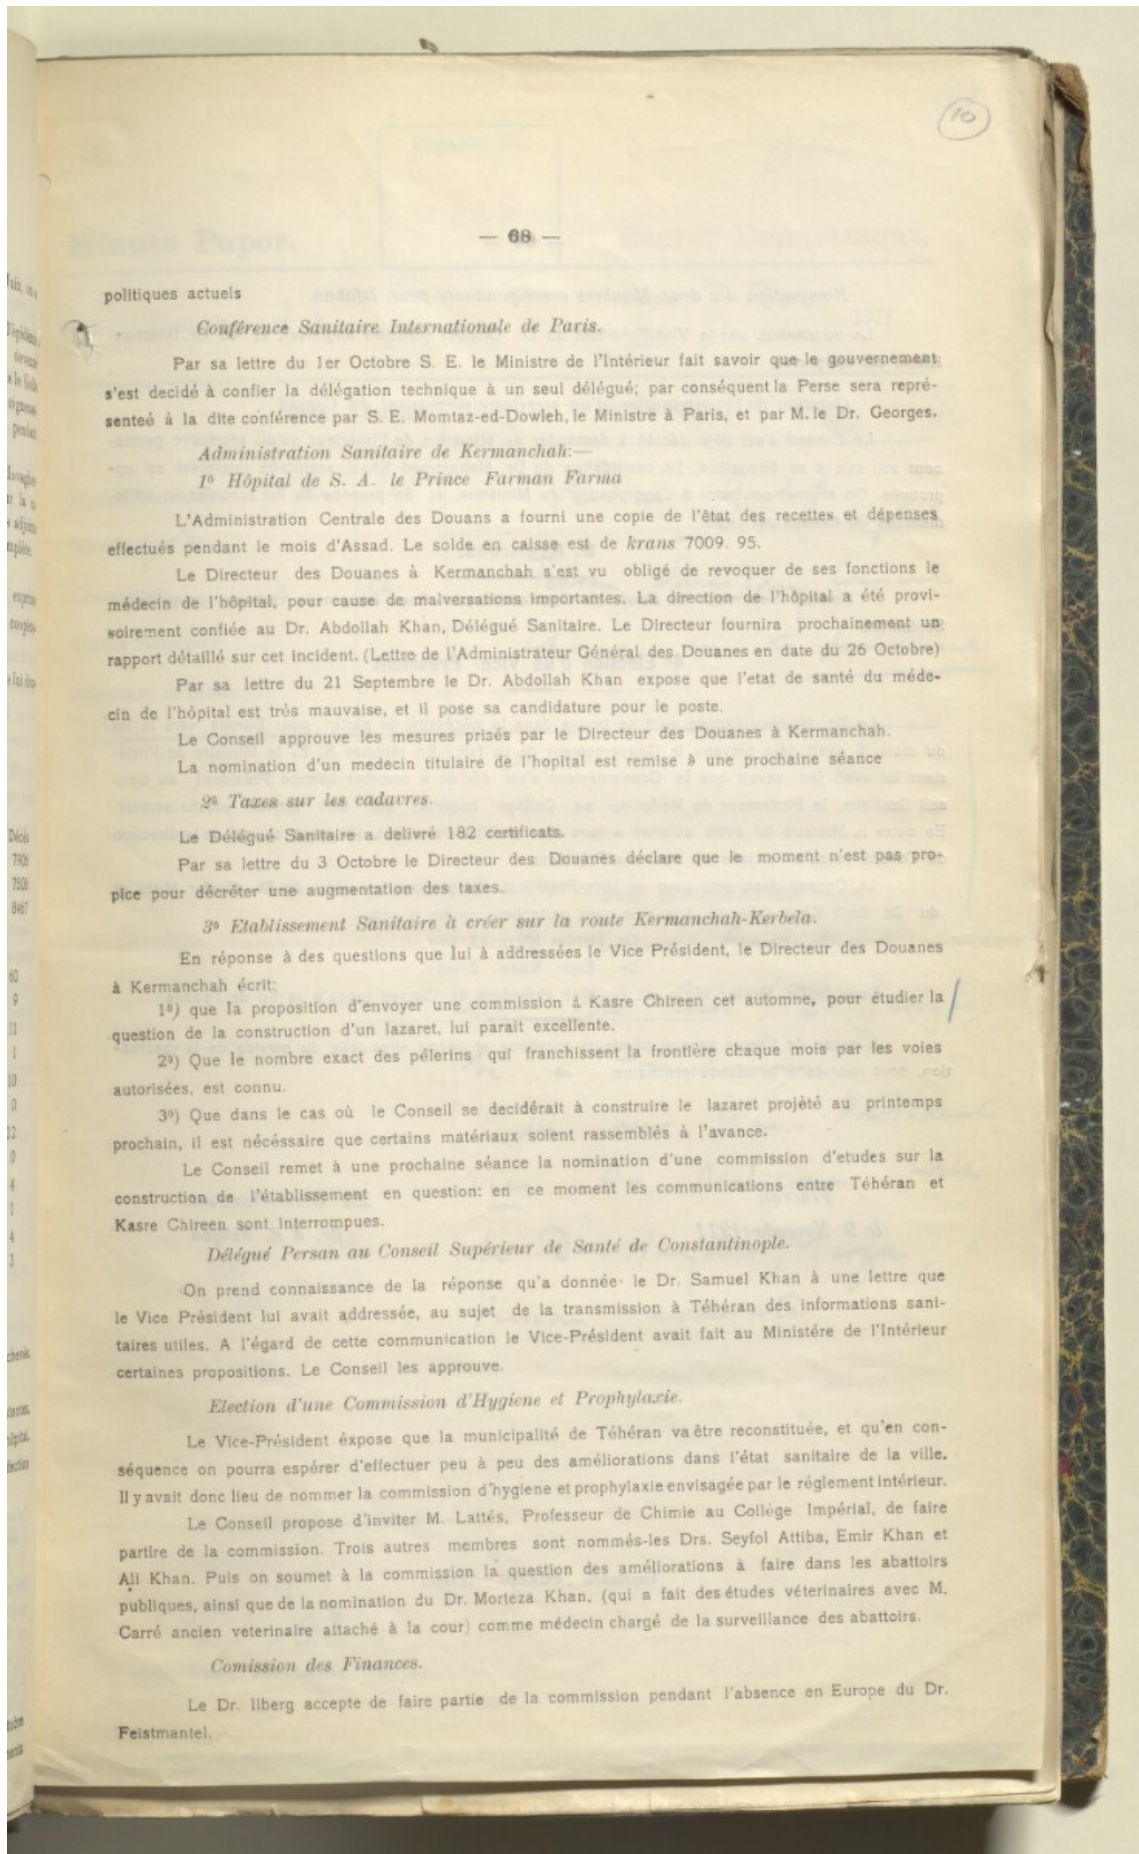 10
— 68 —
politiques actuels
Conférence Sanitaire Internationale de Paris.
Par sa lettre du 1er Octobre S. E. le Ministre de l'Intérieur fait savoir que le gouvernement
s'est decidé à confier la délégation technique à un seul délégué; par conséquent la Perse sera repré-
senteé à la dite conférence par S. E. Momtaz-ed-Dowleh, le Ministre à Paris, et par M. le Dr. Georges.
Administration Sanitaire de Kermanchah:—
1º Hôpital de S. A. le Prince Farman Farma
L'Administration Centrale des Douans a fourni une copie de l'êtat des recettes et dépenses
effectués pendant le mois d'Assad. Le solde en caisse est de krans 7009. 95.
Le Directeur des Douanes à Kermanchah s'est vu obligé de revoquer de ses fonctions le
médecin de l'hôpital, pour cause de malversations importantes. La direction de l'hôpital a été provi-
soirement confiée au Dr. Abdollah Khan, Délégué Sanitaire. Le Directeur fournira prochainement un
rapport détaillé sur cet incident. (Lettre de l'Administrateur Général des Douanes en date du 26 Octobre)
Par sa lettre du 21 Septembre le Dr. Abdollah Khan expose que l'etat de santé du méde-
cin de l'hôpital est très mauvaise, et il pose sa candidature pour le poste.
Le Conseil approuve les mesures prisés par le Directeur des Douanes à Kermanchah.
La nomination d'un medecin titulaire de l'hopital est remise à une prochaine séance
2º Taxes sur les cadavres.
Le Délégué Sanitaire a delivré 182 certificats.
Par sa lettre du 3 Octobre le Directeur des Douanes déclare que le moment n'est pas pro-
pice pour décréter une augmentation des taxes.
3º Etablissement Sanitaire à créer sur la route Kermanchah-Kerbela.
En réponse à des questions que lui à addressées le Vice Président, le Directeur des Douanes
à Kermanchah écrit:
1º) que la proposition d'envoyer une commission à Kasre Chireen cet automne, pour étudier la
question de la construction d'un lazaret, lui parait excellente.
2º) Que le nombre exact des pélerins qui franchissent la frontière chaque mois par les voies
autorisées, est connu.
3º) Que dans le cas où le Conseil se decidérait à construire le lazaret projèté au printemps
prochain, il est nécéssaire que certains matériaux soient rassemblés à l'avance.
Le Conseil remet à une prochaine séance la nomination d'une commission d'etudes sur la
construction de l'établissement en question: en ce moment les communications entre Téhéran et
Kasre Chireen sont interrompues.
Délégué Persan au Conseil Supérieur de Santé de Constantinople.
On prend connaissance de la réponse qu'a donnée le Dr. Samuel Khan à une lettre que
le Vice Président lui avait addressée, au sujet de la transmission à Téhéran des informations sani-
taires utiles. A l'égard de cette communication le Vice-Président avait fait au Ministére de l'Intérieur
certaines propositions. Le Conseil les approuve.
Election d'une Commission d'Hygiene et Prophylaxie.
Le Vice-Président éxpose que la municipalité de Téhéran va être reconstituée, et qu'en con-
séquence on pourra espérer d'effectuer peu à peu des améliorations dans l'état sanitaire de la ville.
Il y avait donc lieu de nommer la commission d'hygiene et prophylaxie envisagée par le réglement intérieur.
Le Conseil propose d'inviter M. Lattés, Professeur de Chimie au Collège Impérial, de faire
partire de la commission. Trois autres membres sont nommés-les Drs. Seyfol Attiba, Emir Khan et
Ali Khan. Puis on soumet à la commission la question des améliorations à faire dans les abattoirs
publiques, ainsi que de la nomination du Dr. Morteza Khan, (qui a fait des études véterinaires avec M.
Carré ancien veterinaire attaché à la cour) comme médecin chargé de la surveillance des abattoirs.
Comission des Finances.
Le Dr. Ilberg accepte de faire partie de la commission pendant l'absence en Europe du Dr.
Feistmantel.